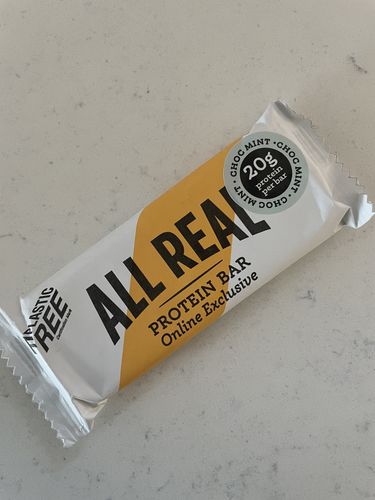 CHOC MINT · CHOC MINT · CHOC MINT ·
20g
protein
per bar
ALL REAL
PROTEIN BAR
Online Exclusive
PLASTIC
FREE